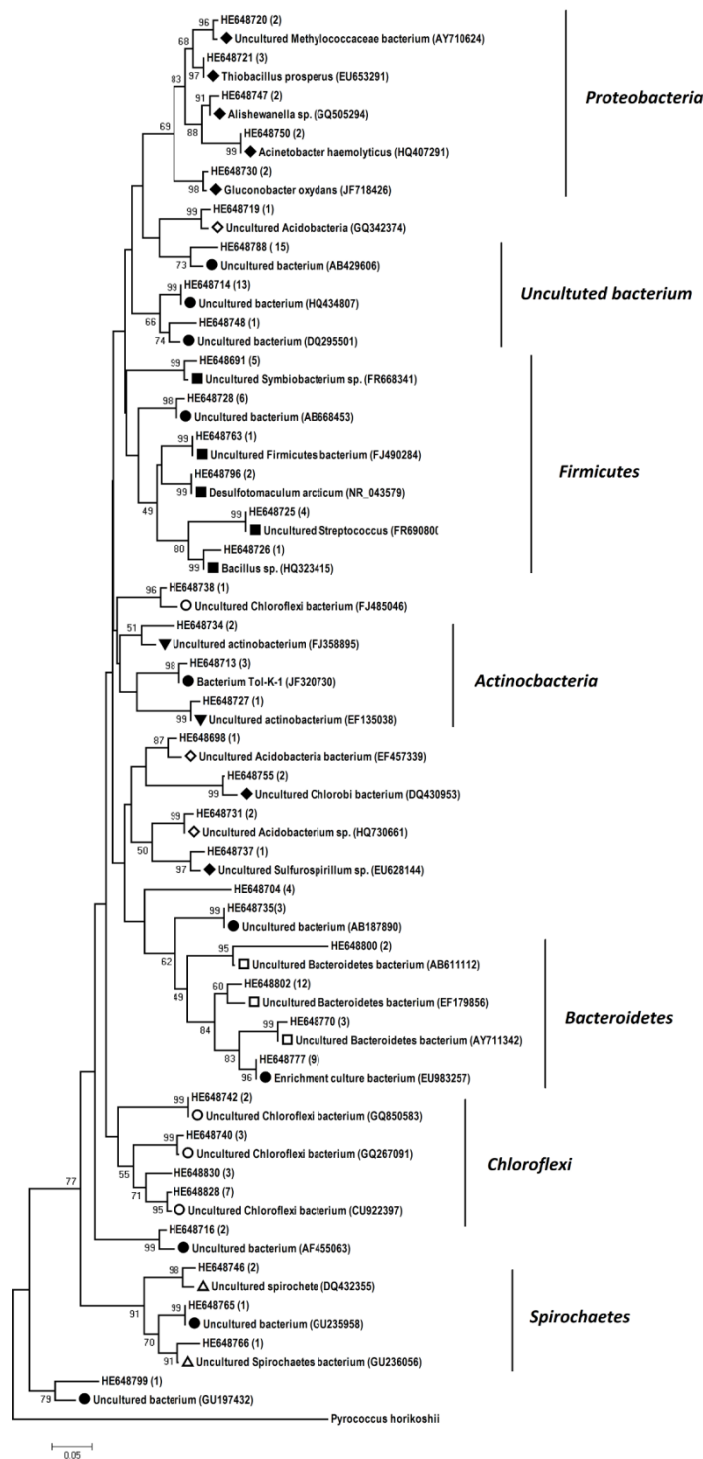 HE648720 (2)
96
Uncultured Methylococcaceae bacterium (AY710624)
68
HE648721 (3)
97
Thiobacillus prosperus (EU653291)
83
HE648747 (2)
91
Alishewanella sp. (GQ505294)
88
HE648750 (2)
99
Acinetobacter haemolyticus (HQ407291)
Proteobacteria
69
HE648730 (2)
98
Gluconobacter oxydans (JF718426)
HE648719 (1)
99
Uncultured Acidobacteria (GQ342374)
HE648788 ( 15)
73
Uncultured bacterium (AB429606)
HE648714 (13)
99
Uncultured bacterium (HQ434807)
Uncultuted bacterium
66
HE648748 (1)
74
Uncultured bacterium (DQ295501)
HE648691 (5)
99
Uncultured Symbiobacterium sp. (FR668341)
HE648728 (6)
98
Uncultured bacterium (AB668453)
HE648763 (1)
99
Uncultured Firmicutes bacterium (FJ490284)
Firmicutes
HE648796 (2)
99
Desulfotomaculum arcticum (NR_043579)
49
HE648725 (4)
99
Uncultured Streptococcus (FR690800
80
HE648726 (1)
99
Bacillus sp. (HQ323415)
HE648738 (1)
96
Uncultured Chloroflexi bacterium (FJ485046)
HE648734 (2)
51
Uncultured actinobacterium (FJ358895)
HE648713 (3)
98
Bacterium Tol-K-1 (JF320730)
Actinocbacteria
HE648727 (1)
99
Uncultured actinobacterium (EF135038)
HE648698 (1)
87
Uncultured Acidobacteria bacterium (EF457339)
HE648755 (2)
99
Uncultured Chlorobi bacterium (DQ430953)
HE648731 (2)
99
Uncultured Acidobacterium sp. (HQ730661)
50
HE648737 (1)
97
Uncultured Sulfurospirillum sp. (EU628144)
HE648704 (4)
HE648735(3)
99
Uncultured bacterium (AB187890)
62
HE648800 (2)
95
Uncultured Bacteroidetes bacterium (AB611112)
49
HE648802 (12)
60
Uncultured Bacteroidetes bacterium (EF179856)
Bacteroidetes
84
HE648770 (3)
99
Uncultured Bacteroidetes bacterium (AY711342)
83
HE648777 (9)
96
Enrichment culture bacterium (EU983257)
HE648742 (2)
99
Uncultured Chloroflexi bacterium (GQ850583)
HE648740 (3)
99
Uncultured Chloroflexi bacterium (GQ267091)
Chloroflexi
55
HE648830 (3)
71
HE648828 (7)
95
Uncultured Chloroflexi bacterium (CU922397)
77
HE648716 (2)
99
Uncultured bacterium (AF455063)
HE648746 (2)
98
Uncultured spirochete (DQ432355)
91
HE648765 (1)
99
Uncultured bacterium (GU235958)
Spirochaetes
70
HE648766 (1)
91
Uncultured Spirochaetes bacterium (GU236056)
HE648799 (1)
79
Uncultured bacterium (GU197432)
Pyrococcus horikoshii
0.05